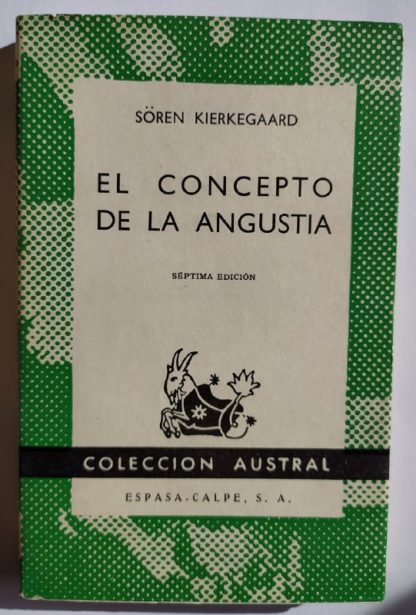 SÖREN KIERKEGAARD
EL CONCEPTO
DE LA ANGUSTIA
SÉPTIMA EDICIÓN
COLECCION AUSTRAL
ESPASA-CALPE, S. A.